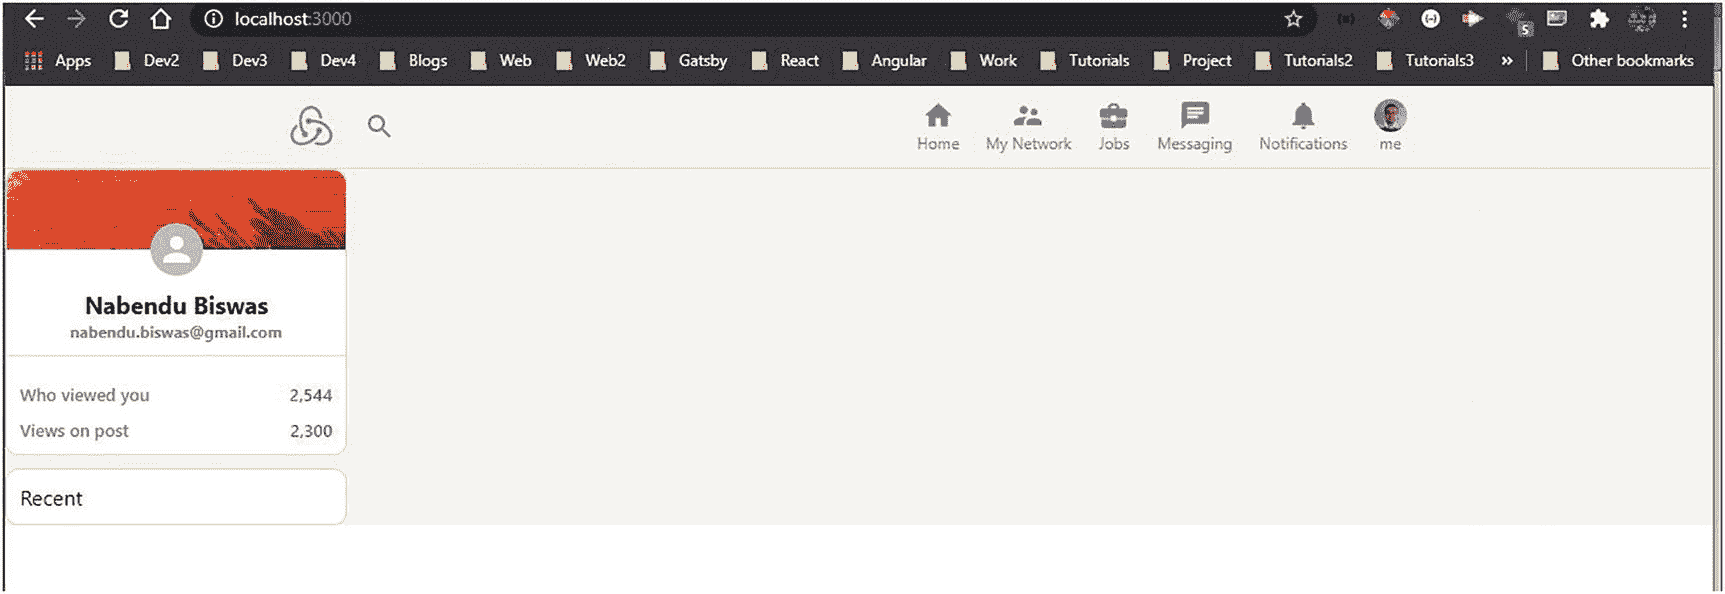 localhost:3000
Apps Dev2 Dev3 Dev4 Blogs Web Web2 Gatsby React Angular Work Tutorials Project Tutorials2 Tutorials3 » Other bookmarks
5
Home My Network Jobs Messaging Notifications me
Nabendu Biswas
nabendu.biswas@gmail.com
Who viewed you 2,544
Views on post 2,300
Recent